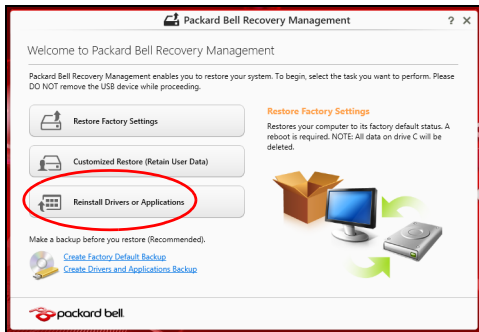 Packard Bell Recovery Management
? X
Welcome to Packard Bell Recovery Management
Packard Bell Recovery Management enables you to restore your system. To begin, select the task you want to perform. Please
DO NOT remove the USB device while proceeding.
Restore Factory Settings
Customized Restore (Retain User Data)
Reinstall Drivers or Applications
Restore Factory Settings
Restores your computer to its factory default status. A
reboot is required. NOTE: All data on drive C will be
deleted.
Make a backup before you restore (Recommended).
Create Factory Default Backup
Create Drivers and Applications Backup
packard bell.